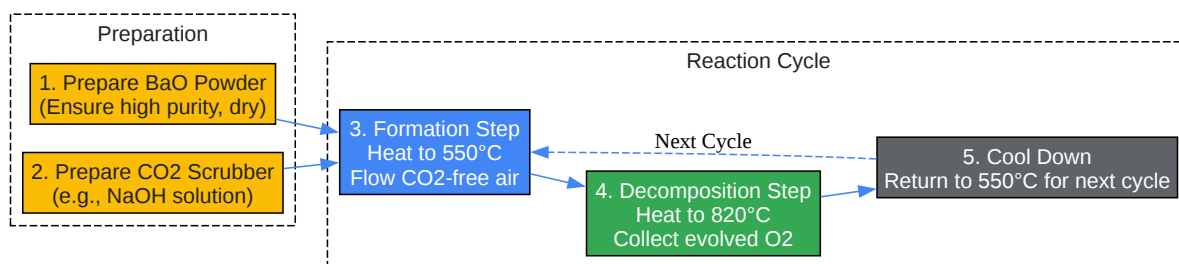 Preparation
1. Prepare BaO Powder
(Ensure high purity, dry)
2. Prepare CO2 Scrubber
(e.g., NaOH solution)
Reaction Cycle
3. Formation Step
Heat to 550°C
Flow CO2-free air
Next Cycle
4. Decomposition Step
Heat to 820°C
Collect evolved O2
5. Cool Down
Return to 550°C for next cycle